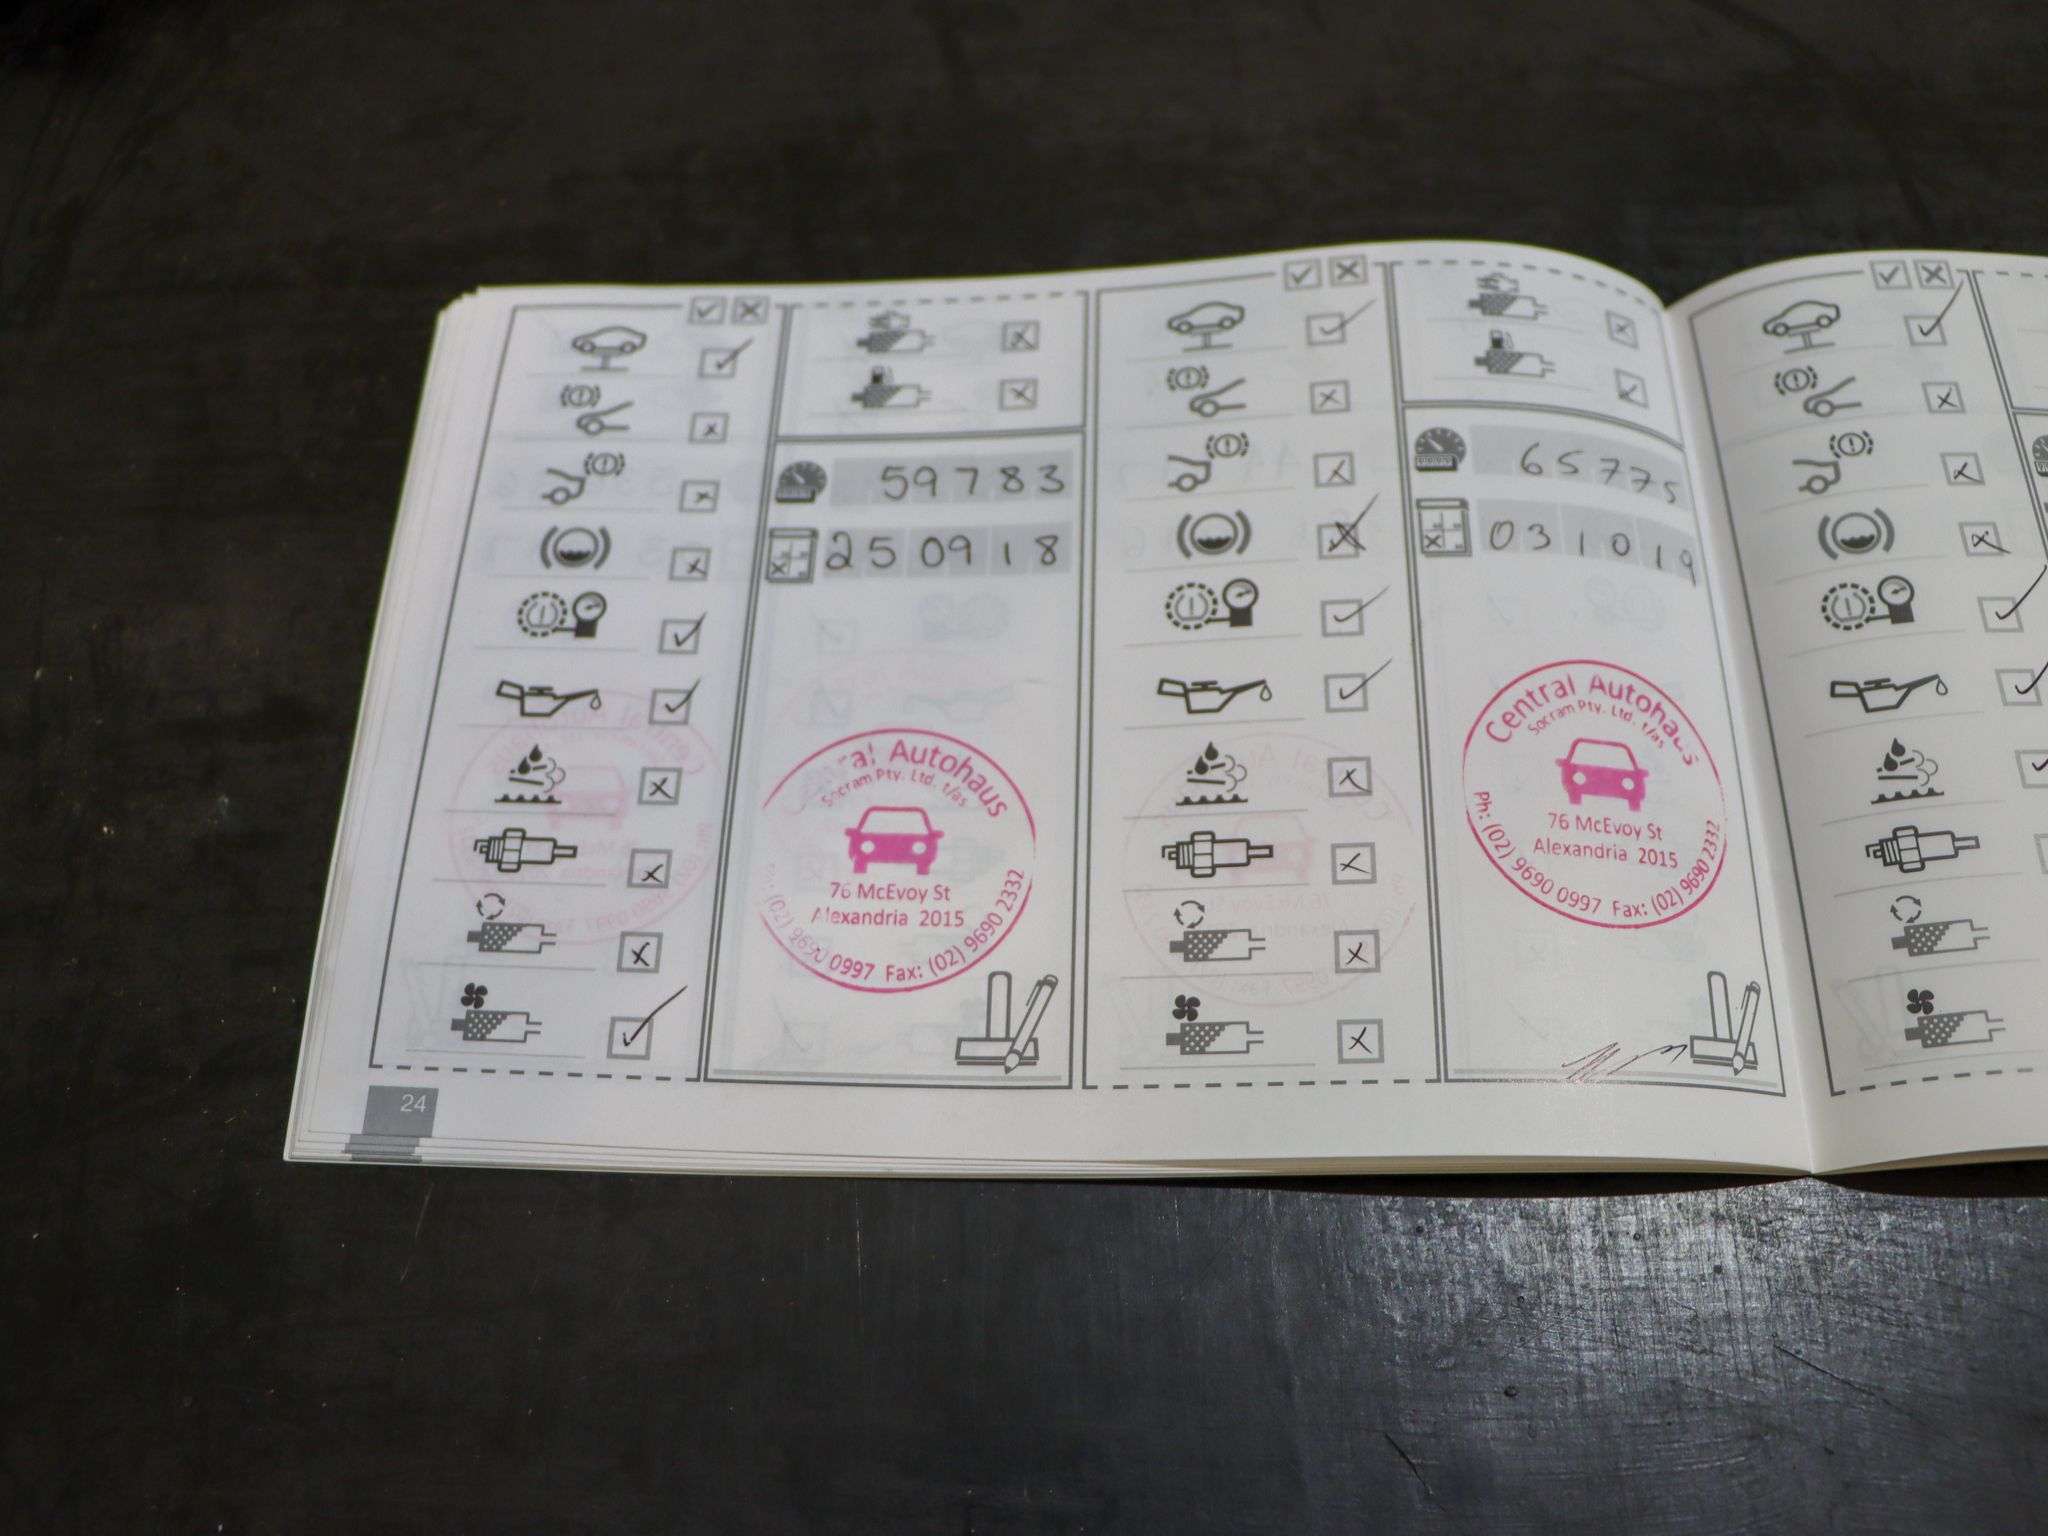 59783
250918
Central Autohaus
Socram Pty. Ltd. t/as
76 McEvoy St
Alexandria 2015
(02) 9690 0997 Fax: (02) 9690 2332
65775
031019
Central Autohaus
Socram Pty. Ltd. t/as
76 McEvoy St
Alexandria 2015
Ph: (02) 9690 0997 Fax: (02) 9690 2332
24